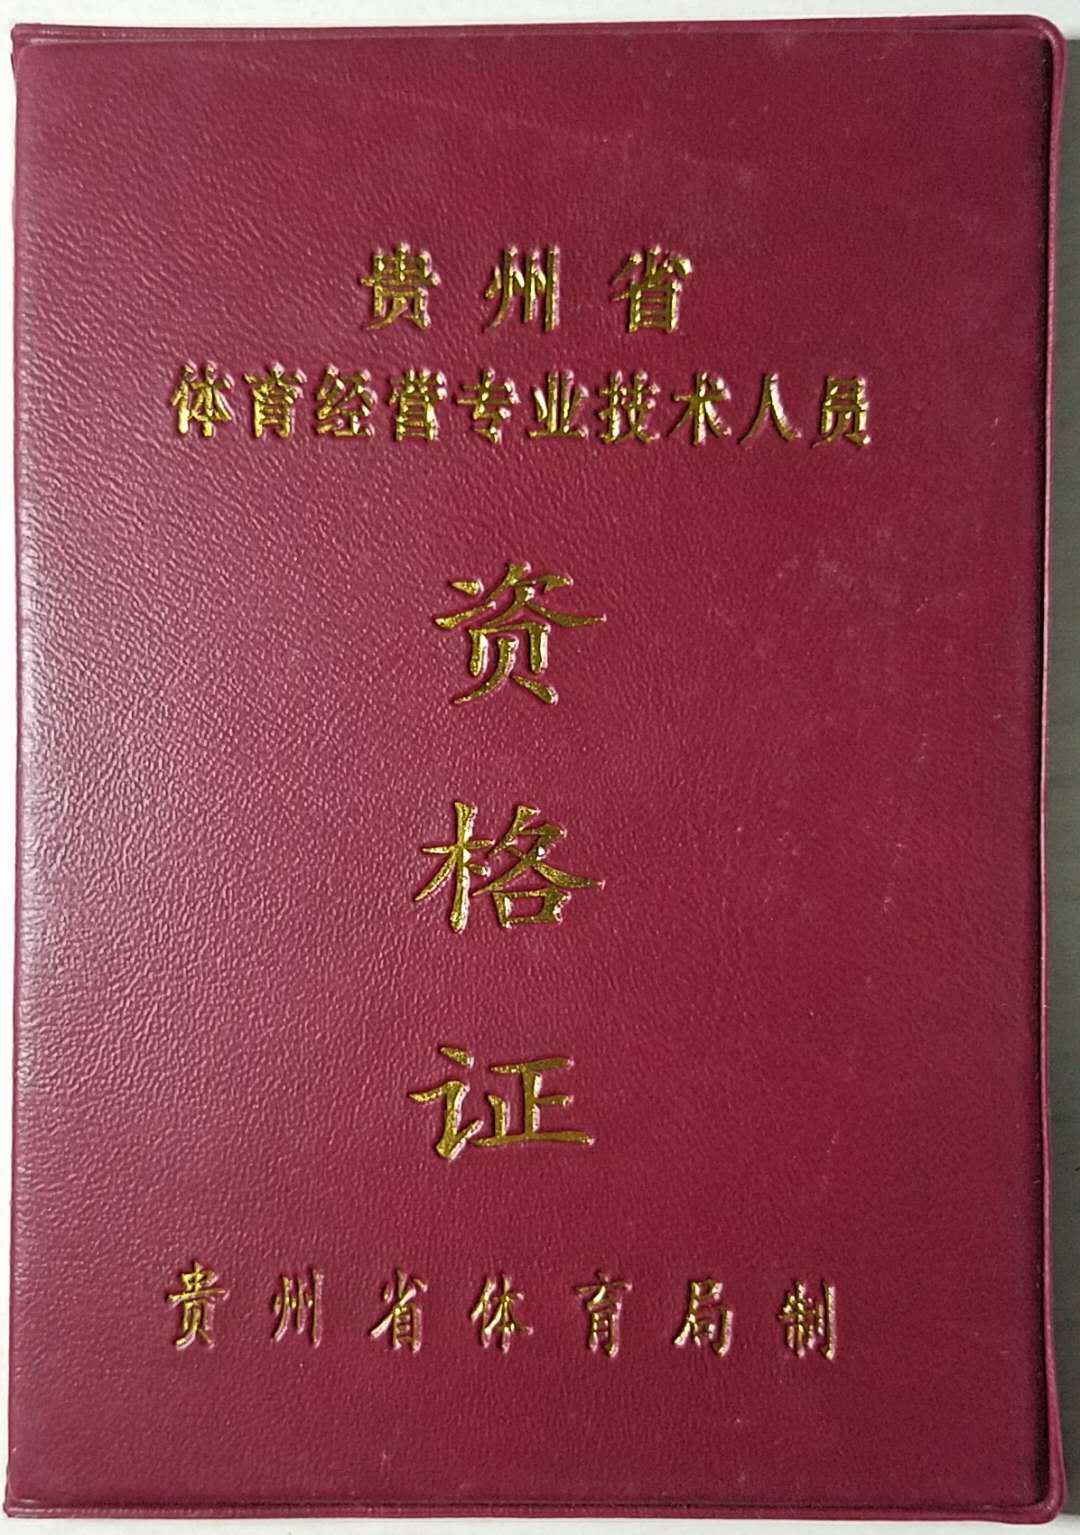 贵州省
体育经营专业技术人员
资
格
证
贵州省体育局制